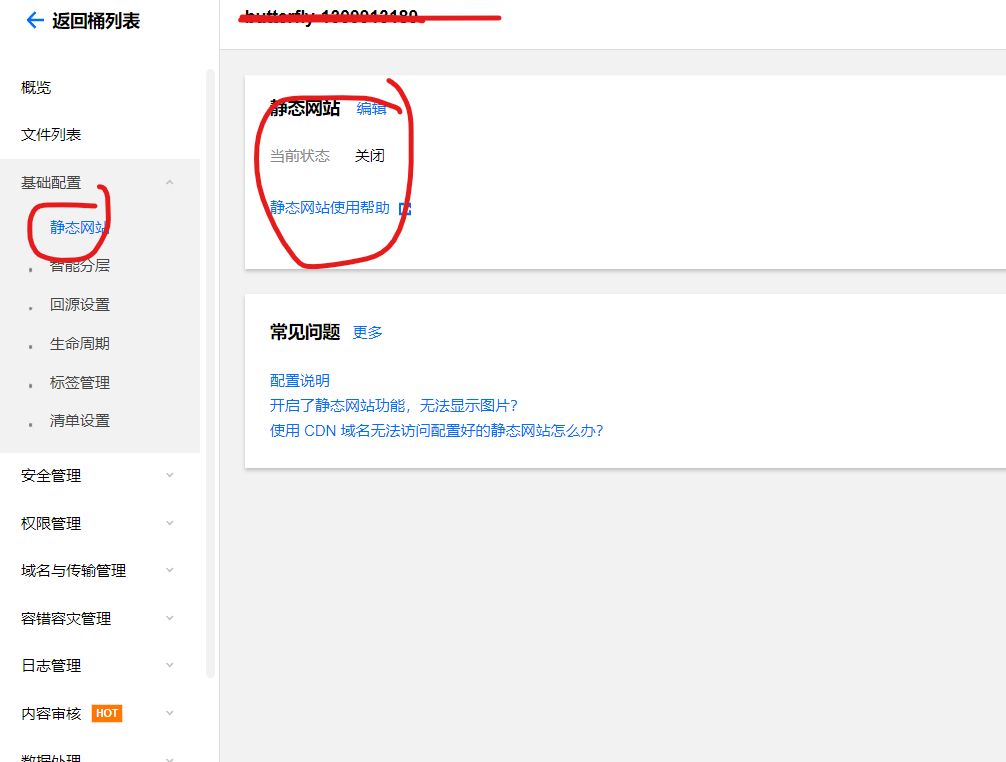 返回桶列表
概览
文件列表
基础配置
静态网站
智能分层
回源设置
生命周期
标签管理
清单设置
安全管理
权限管理
域名与传输管理
容错容灾管理
日志管理
内容审核 HOT
数据处理
静态网站 编辑
当前状态 关闭
静态网站使用帮助
常见问题 更多
配置说明
开启了静态网站功能，无法显示图片?
使用 CDN 域名无法访问配置好的静态网站怎么办?